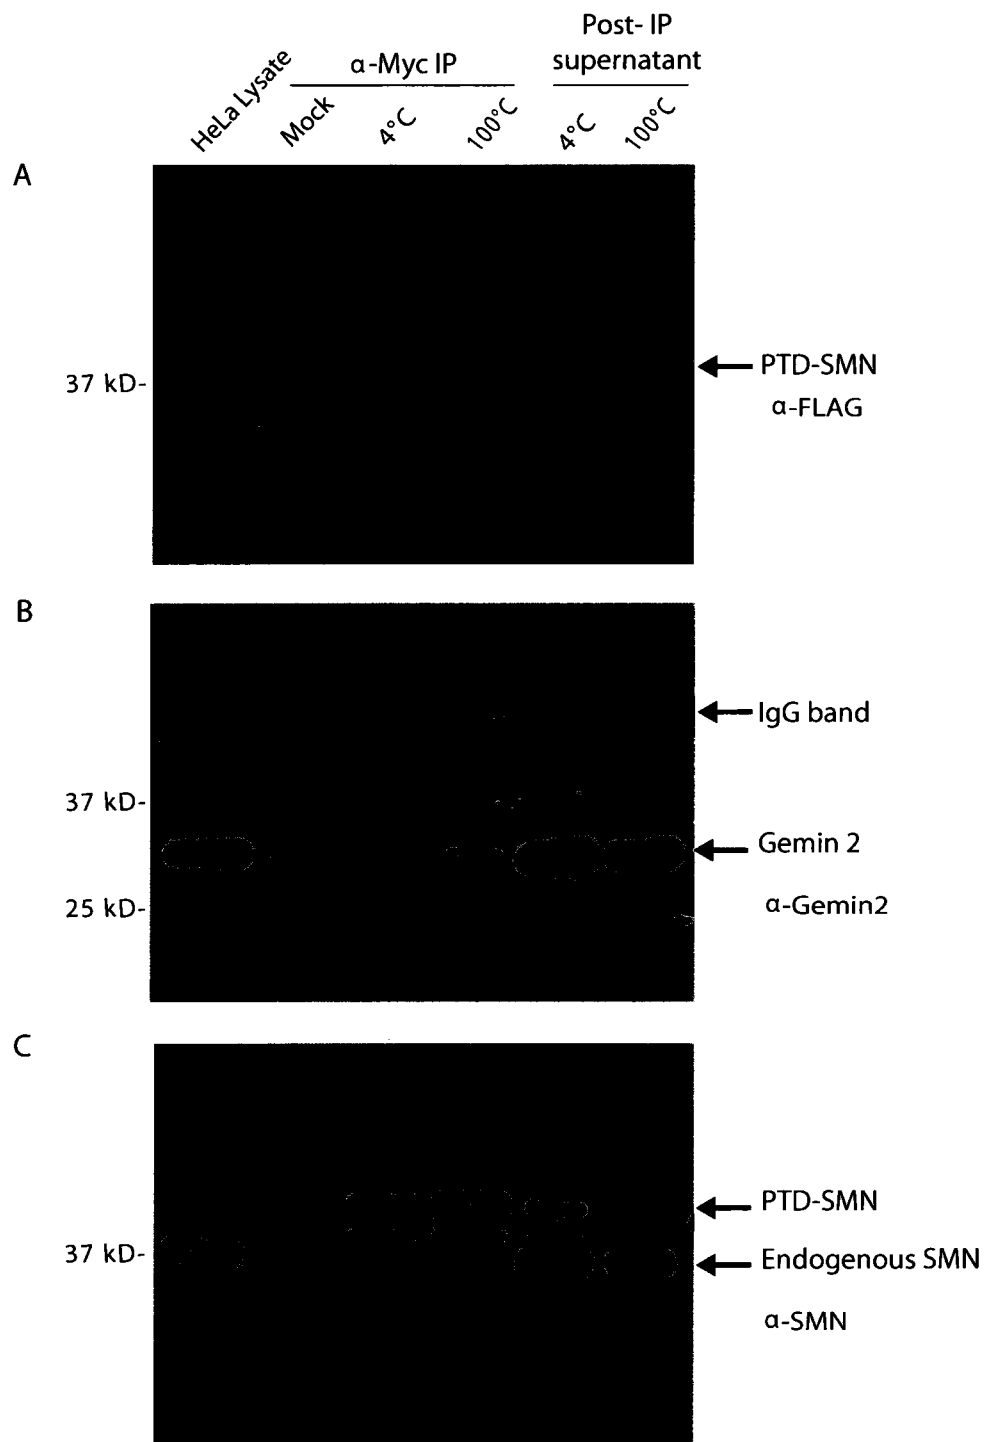 Post- IP
supernatant
α-Myc IP
HeLa Lysate
Mock
4°C
100°C
4°C
100°C
A
37 kD-
PTD-SMN
α-FLAG
B
IgG band
37 kD-
Gemin 2
25 kD-
α-Gemin2
C
PTD-SMN
37 kD-
Endogenous SMN
α-SMN